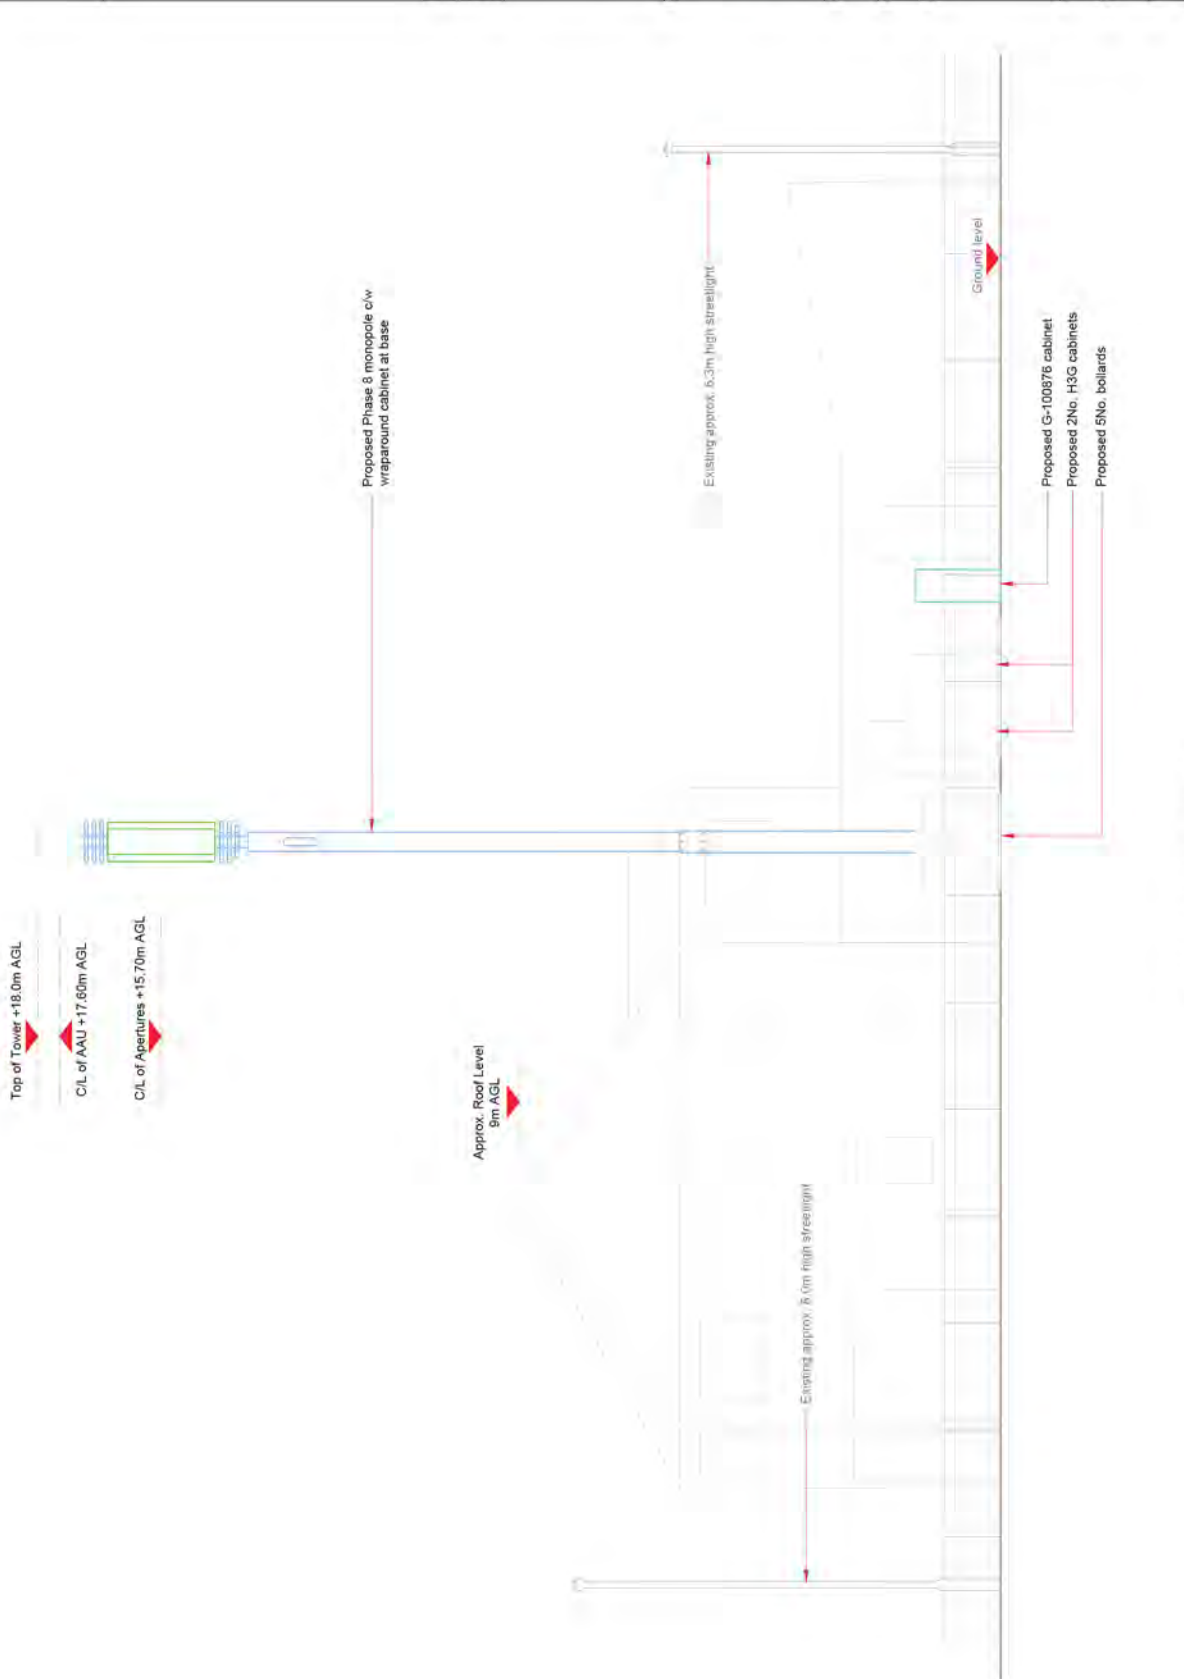 Top of Tower +18.0m AGL
C/L of AAU +17.60m AGL
C/L of Apertures +15.70m AGL
Proposed Phase 8 monopole c/w
wraparound cabinet at base
Approx. Roof Level
9m AGL
Existing approx. 6.3m high streetlight
Existing approx. 8.0m high streetlight
Ground level
Proposed G-100876 cabinet
Proposed 2No. H3G cabinets
Proposed 5No. bollards